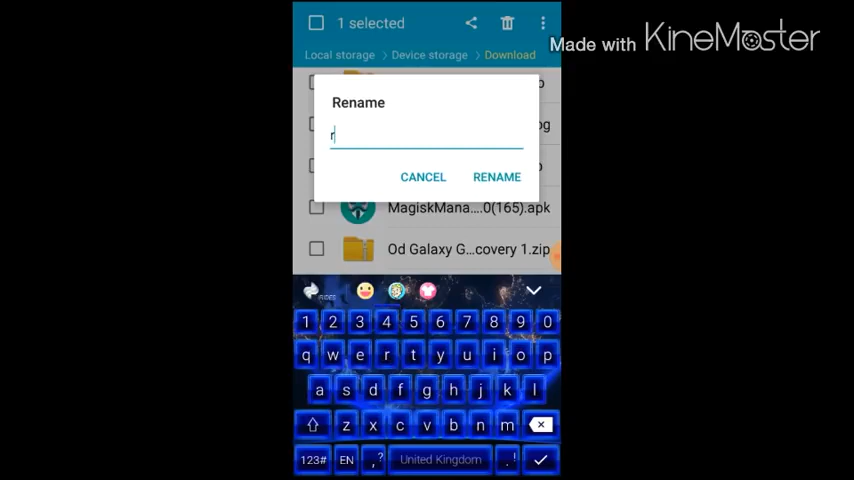 1 selected
Made with KINEMASTER
Local storage > Device storage > Download
Rename
r
og
CANCEL RENAME
MagiskMana....0(165).apk
Od Galaxy G...covery 1.zip
1 2 3 4 5 6 7 8 9 0
q w e r t y u i o p
a s d f g h j k l
z x c v b n m
123# EN ,? United Kingdom .!